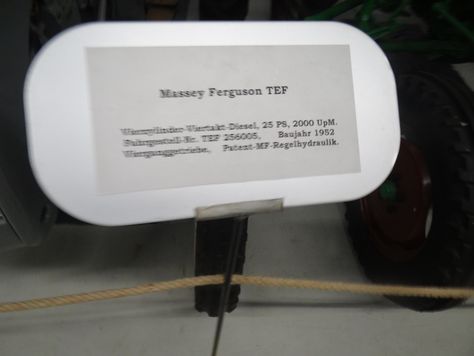 Massey Ferguson TEF
Vierzylinder-Viertakt-Diesel, 25 PS, 2000 UpM.
Fahrgestell-Nr. TEF 256005, Baujahr 1952
Vierganggetriebe, Patent-MF-Regelhydraulik.